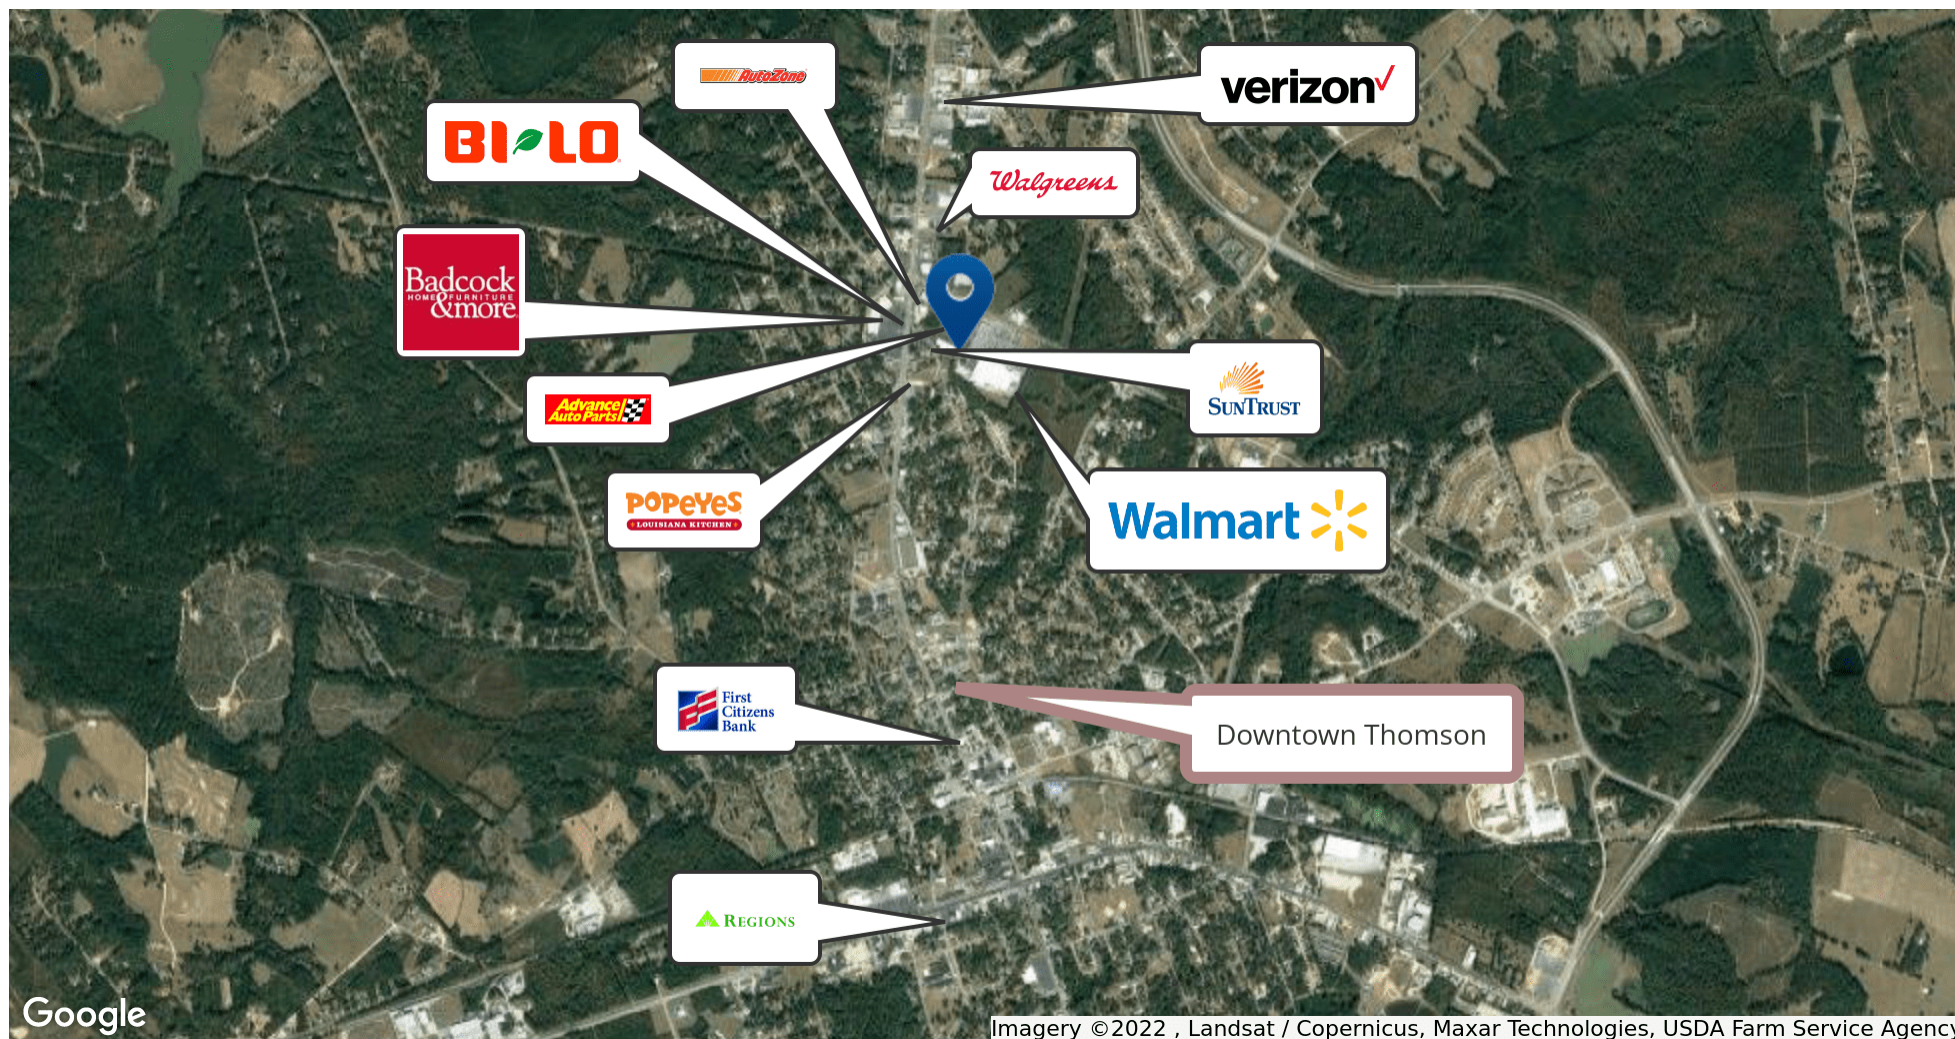 AutoZone
verizon
BI LO
Walgreens
Badcock
HOME FURNITURE
&more
Advance
Auto Parts
SUNTRUST
POPEYES
LOUISIANA KITCHEN
Walmart
First
Citizens
Bank
Downtown Thomson
REGIONS
Google
Imagery ©2022 , Landsat / Copernicus, Maxar Technologies, USDA Farm Service Agency